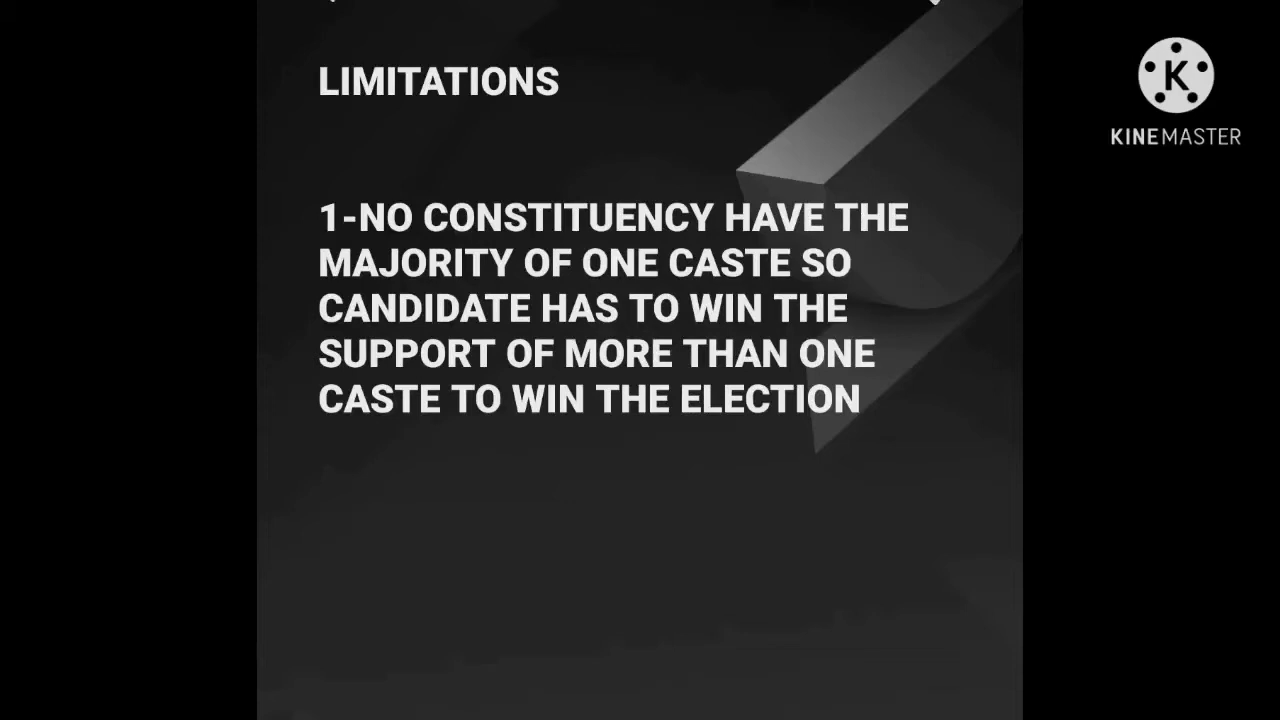 LIMITATIONS
1-NO CONSTITUENCY HAVE THE
MAJORITY OF ONE CASTE SO
CANDIDATE HAS TO WIN THE
SUPPORT OF MORE THAN ONE
CASTE TO WIN THE ELECTION
K
KINEMASTER